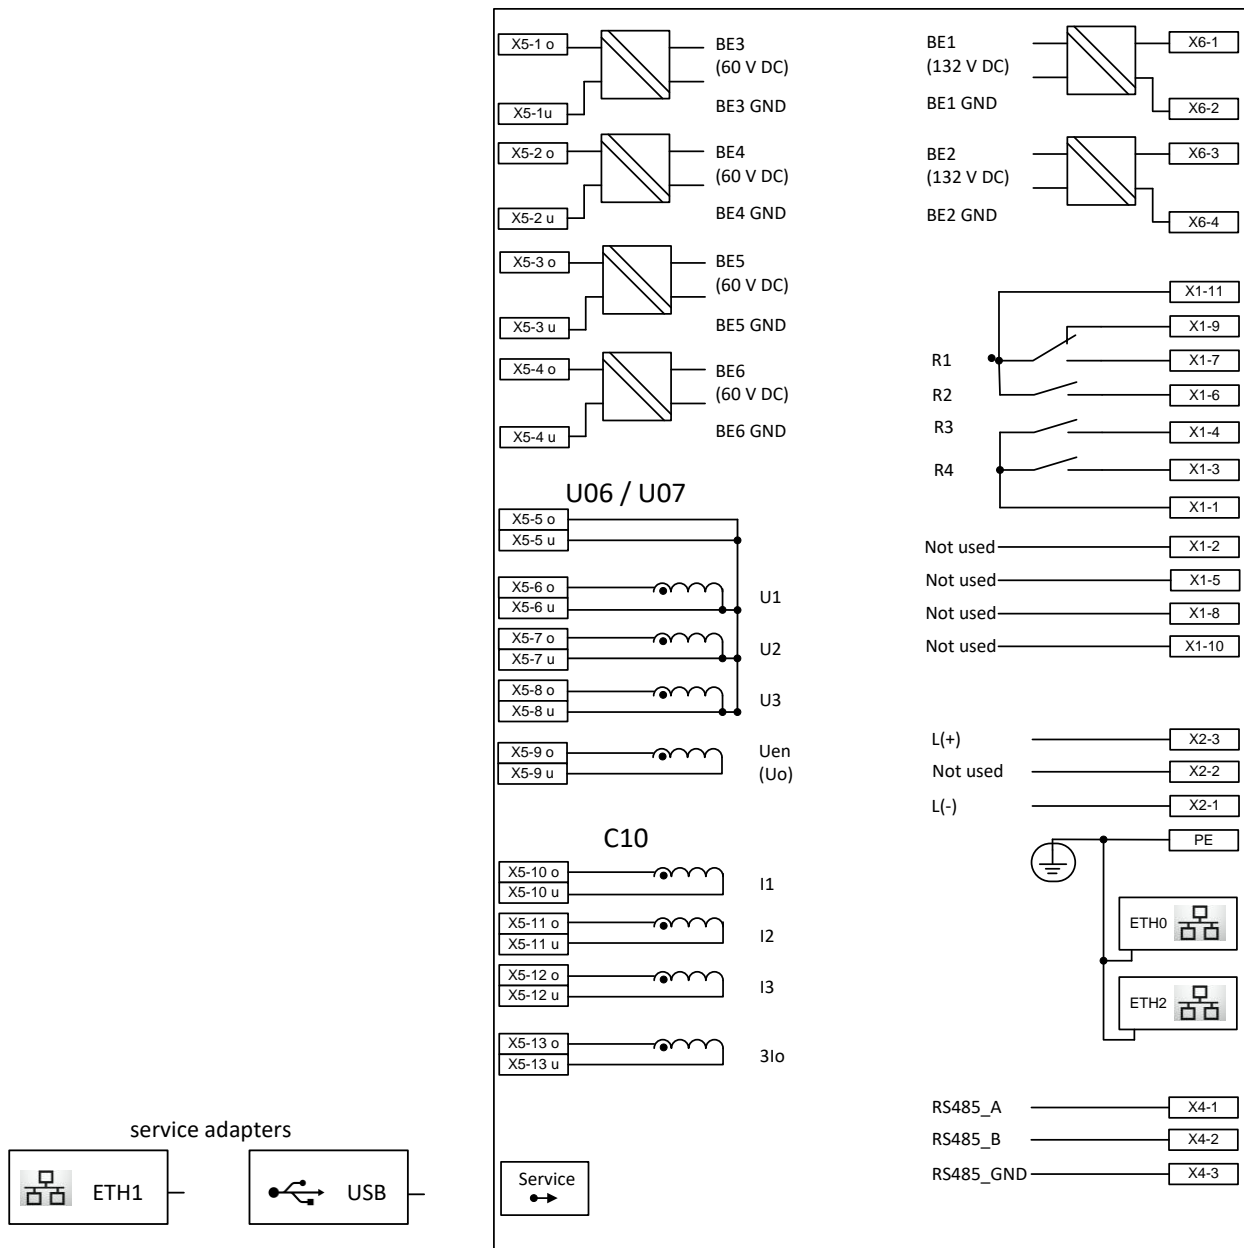 X5-1 o
BE3
(60 V DC)
X5-1u
BE3 GND
X5-2 o
BE4
(60 V DC)
X5-2 u
BE4 GND
X5-3 o
BE5
(60 V DC)
X5-3 u
BE5 GND
X5-4 o
BE6
(60 V DC)
X5-4 u
BE6 GND
U06 / U07
X5-5 o
X5-5 u
X5-6 o
X5-6 u
U1
X5-7 o
X5-7 u
U2
X5-8 o
X5-8 u
U3
X5-9 o
X5-9 u
Uen
(Uo)
C10
X5-10 o
X5-10 u
I1
X5-11 o
X5-11 u
I2
X5-12 o
X5-12 u
I3
X5-13 o
X5-13 u
3Io
service adapters
ETH1
USB
Service
BE1
(132 V DC)
BE1 GND
X6-1
X6-2
BE2
(132 V DC)
BE2 GND
X6-3
X6-4
X1-11
X1-9
R1
X1-7
R2
X1-6
R3
X1-4
R4
X1-3
X1-1
Not used
X1-2
Not used
X1-5
Not used
X1-8
Not used
X1-10
L(+)
X2-3
Not used
X2-2
L(-)
X2-1
PE
ETH0
ETH2
RS485_A
X4-1
RS485_B
X4-2
RS485_GND
X4-3